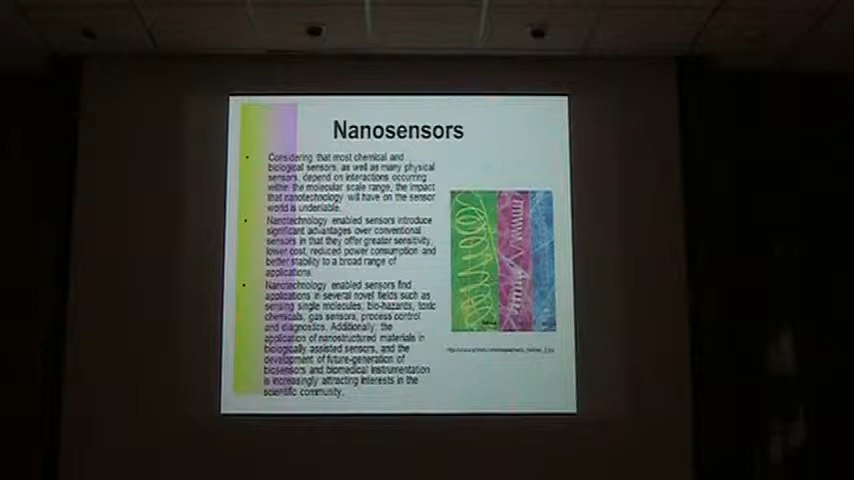 Nanosensors
• Considering that most chemical and
biological sensors, as well as many physical
sensors, depend on interactions occurring
within the molecular scale range, the impact
that nanotechnology will have on the sensor
world is undeniable.
• Nanotechnology enabled sensors introduce
significant advantages over conventional
sensors in that they offer greater sensitivity,
lower cost, reduced power consumption and
better stability to a broad range of
applications.
• Nanotechnology enabled sensors find
applications in several novel fields such as
sensing single molecules, bio-hazards, toxic
chemicals, gas sensors, process control
and diagnostics. Additionally, the
application of nanostructured materials in
biologically assisted sensors, and the
development of future-generation of
biosensors and biomedical instrumentation
is increasingly attracting interests in the
scientific community.